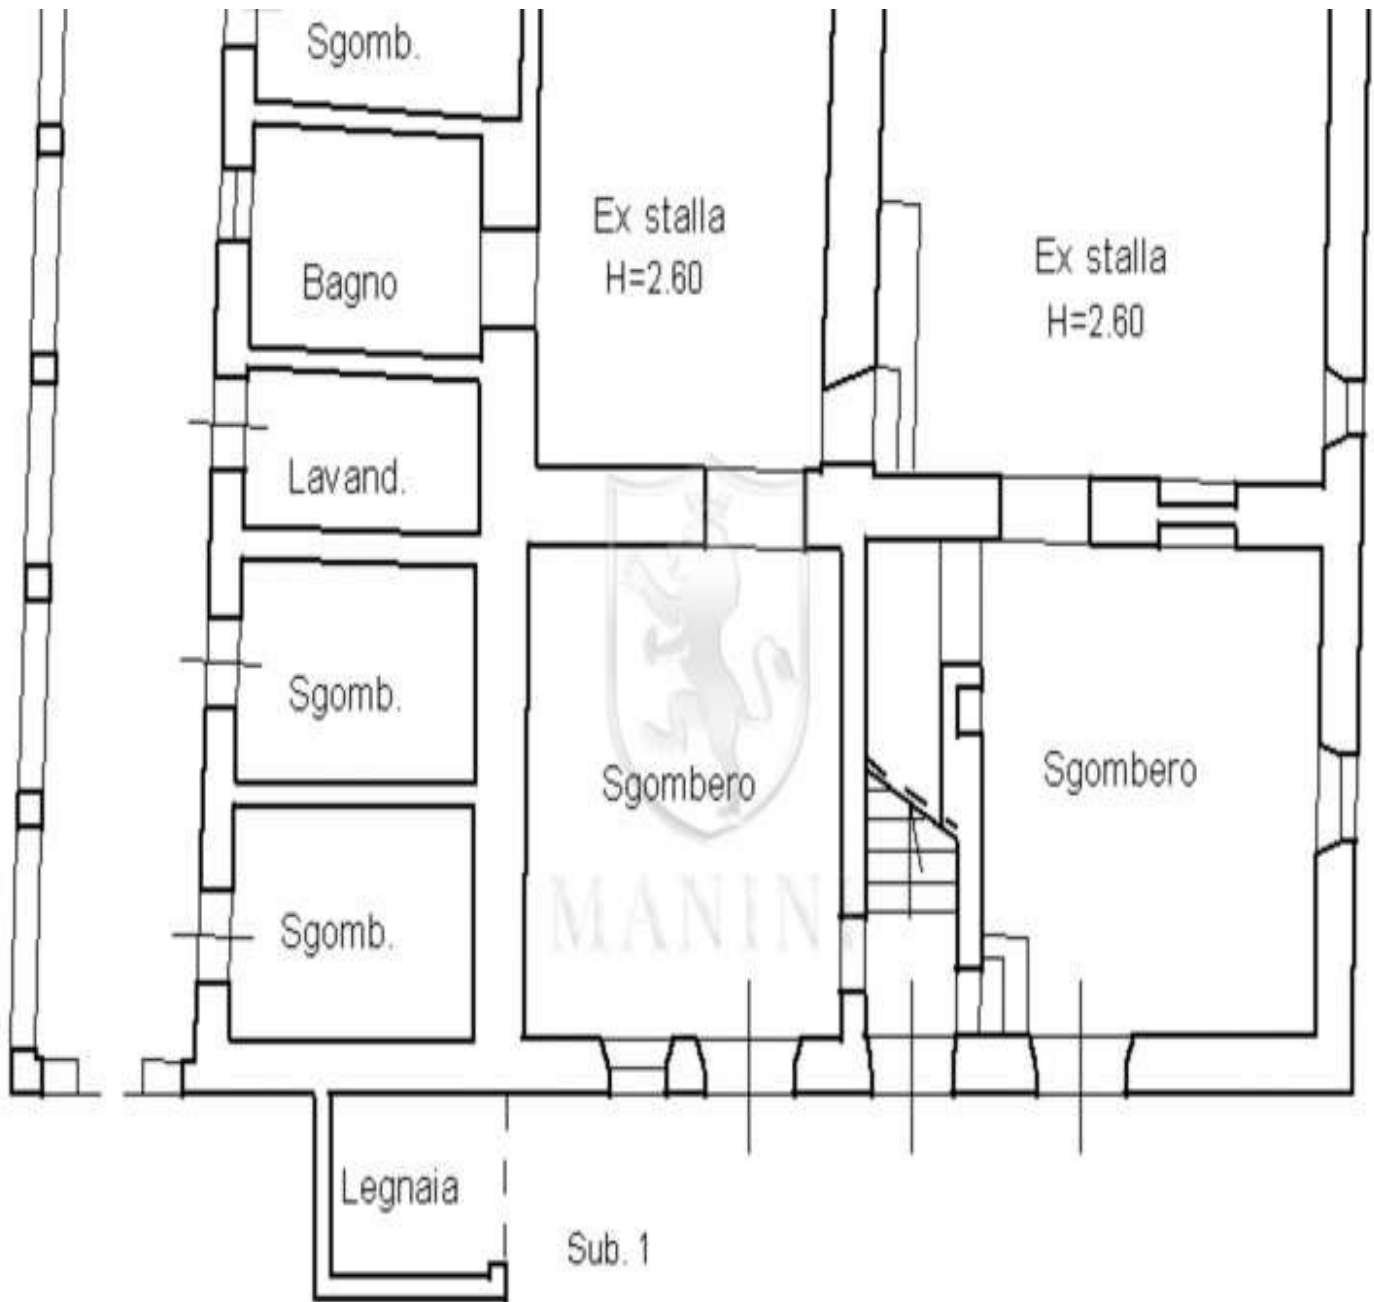 Sgomb.
Ex stalla
H=2.60
Ex stalla
H=2.60
Bagno
Lavand.
Sgomb.
Sgombero
Sgombero
Sgomb.
MANINI
Legnaia
Sub. 1